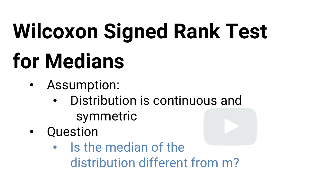 Wilcoxon Signed Rank Test
for Medians
• Assumption:
• Distribution is continuous and
symmetric
• Question
• Is the median of the
distribution different from m?